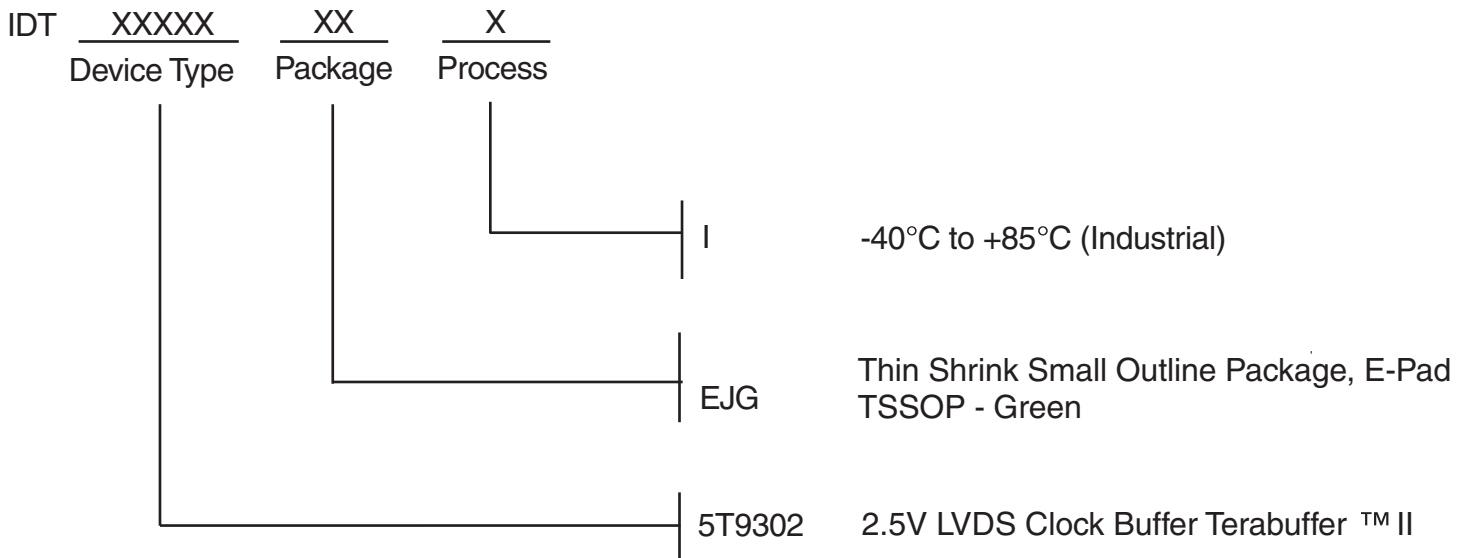 IDT XXXXX XX X
Device Type Package Process
I -40°C to +85°C (Industrial)
Thin Shrink Small Outline Package, E-Pad
EJG TSSOP - Green
5T9302 2.5V LVDS Clock Buffer Terabuffer ™ II